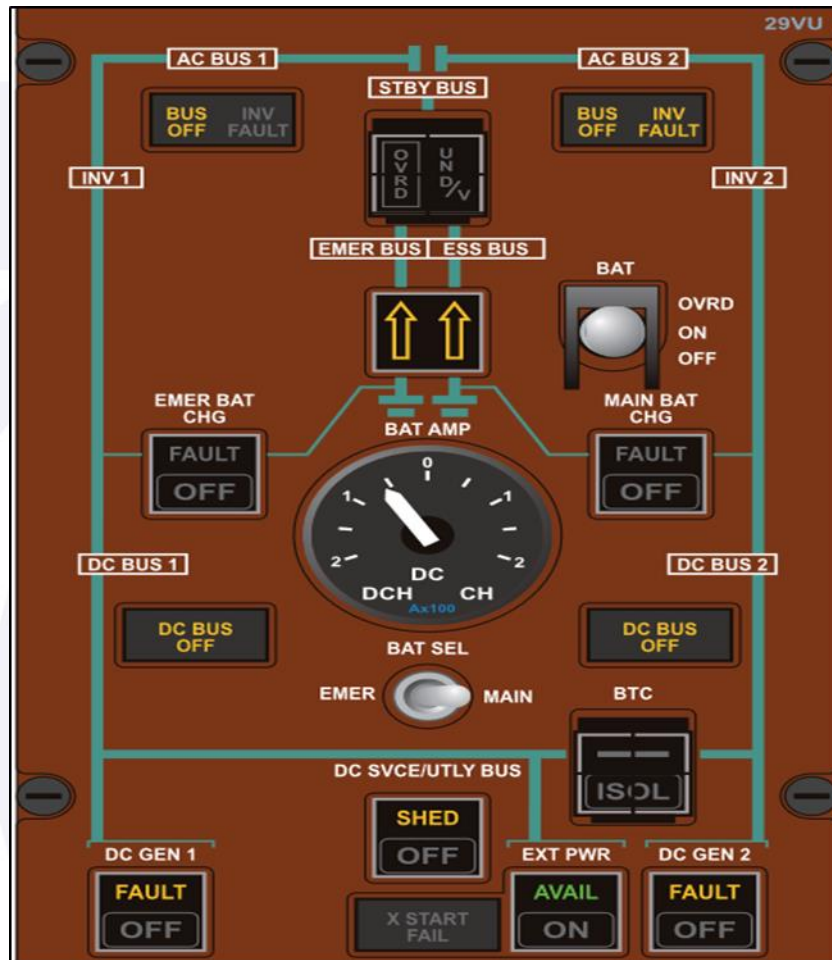 29VU
AC BUS 1
AC BUS 2
STBY BUS
BUS OFF
INV FAULT
OVRD
UND/V
BUS OFF
INV FAULT
INV 1
INV 2
EMER BUS
ESS BUS
BAT
OVRD
ON
OFF
EMER BAT
CHG
FAULT
OFF
MAIN BAT
CHG
FAULT
OFF
BAT AMP
0
1
1
2
2
DC
DCH
CH
Ax100
DC BUS 1
DC BUS 2
DC BUS
OFF
DC BUS
OFF
BAT SEL
EMER
MAIN
BTC
ISOL
DC SVCE/UTLY BUS
SHED
OFF
DC GEN 1
FAULT
OFF
X START
FAIL
EXT PWR
AVAIL
ON
DC GEN 2
FAULT
OFF